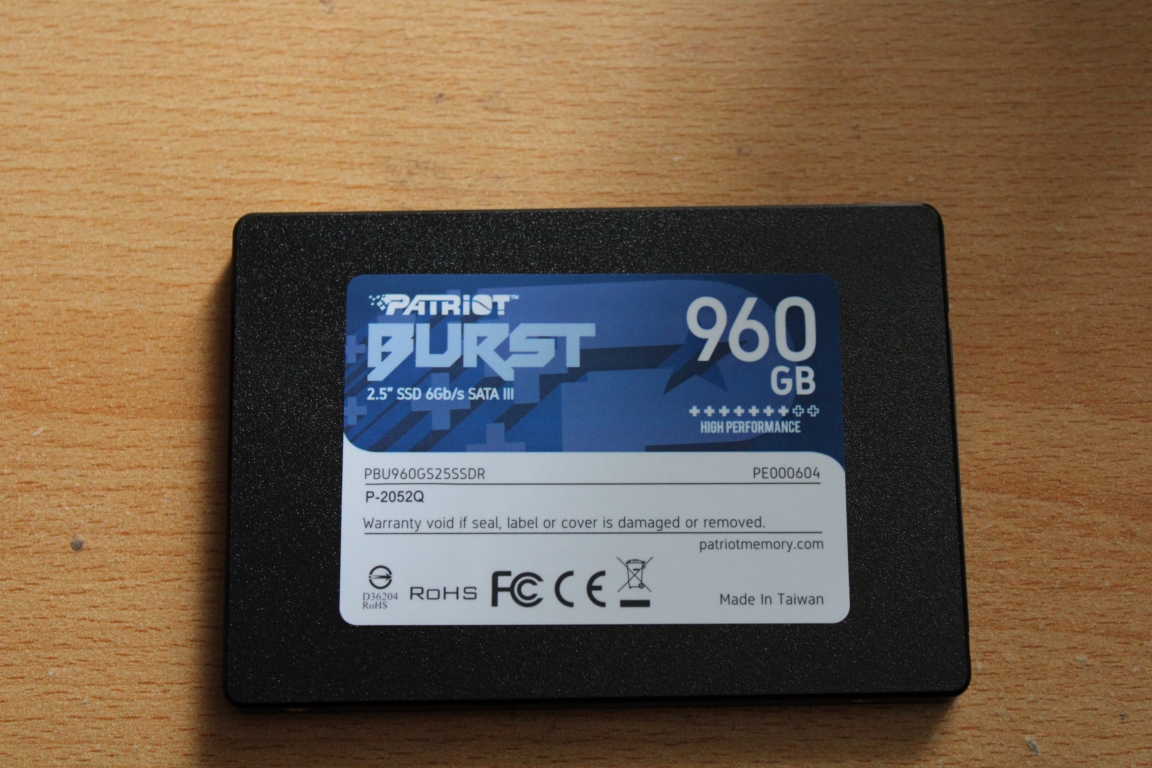 PATRIOT™
BURST
2.5" SSD 6Gb/s SATA III
960
GB
HIGH PERFORMANCE
PBU960GS25SSDR PE000604
P-2052Q
Warranty void if seal, label or cover is damaged or removed.
patriotmemory.com
D36204
RoHS
RoHS FC CE
Made In Taiwan